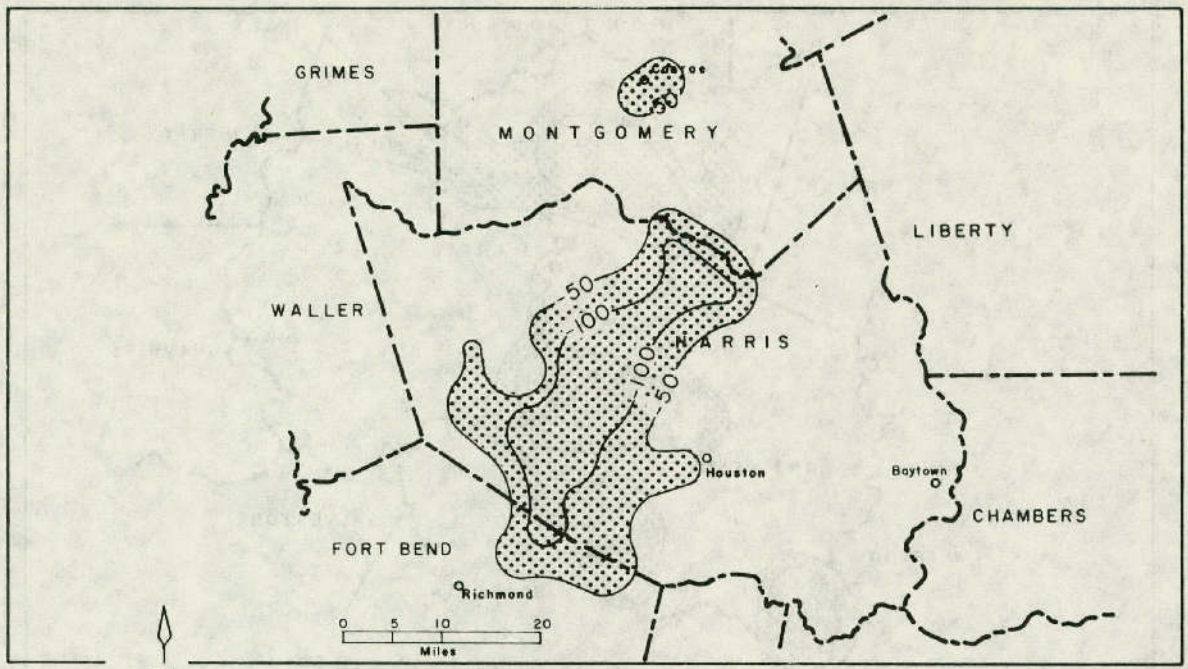 GRIMES
Conroe
50
MONTGOMERY
LIBERTY
50
WALLER
100
HARRIS
100
50
Houston
Baytown
CHAMBERS
FORT BEND
Richmond
0 5 10 20
Miles